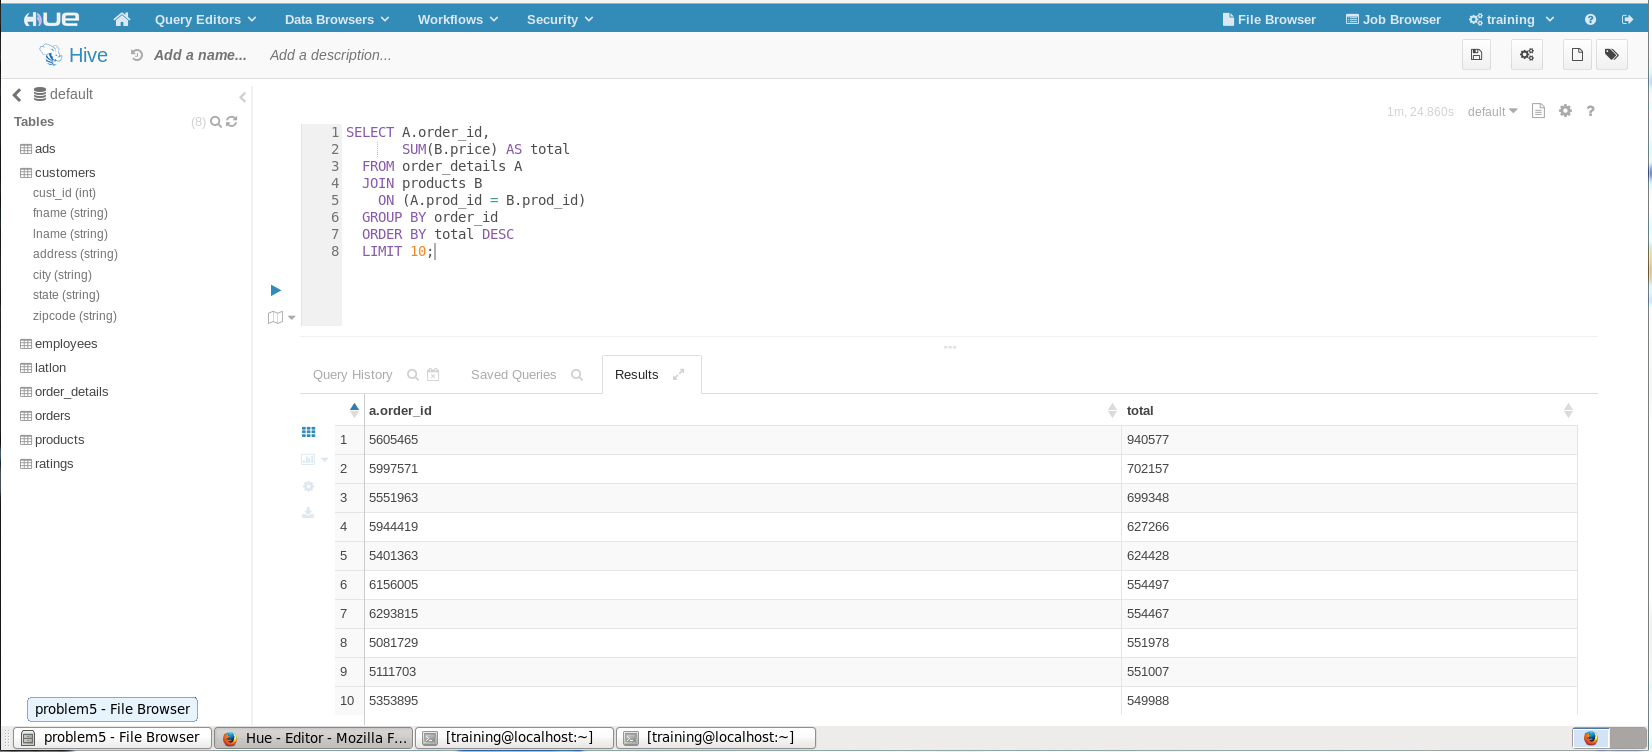 HUE Query Editors Data Browsers Workflows Security File Browser Job Browser training
Hive Add a name... Add a description...
default
1m, 24.860s default ?
Tables (8)
ads
customers
cust_id (int)
fname (string)
lname (string)
address (string)
city (string)
state (string)
zipcode (string)
employees
latlon
order_details
orders
products
ratings
1 SELECT A.order_id,
2 SUM(B.price) AS total
3 FROM order_details A
4 JOIN products B
5 ON (A.prod_id = B.prod_id)
6 GROUP BY order_id
7 ORDER BY total DESC
8 LIMIT 10;
Query History Saved Queries Results
a.order_id total
1 5605465 940577
2 5997571 702157
3 5551963 699348
4 5944419 627266
5 5401363 624428
6 6156005 554497
7 6293815 554467
8 5081729 551978
9 5111703 551007
10 5353895 549988
problem5 - File Browser
problem5 - File Browser Hue - Editor - Mozilla F... [training@localhost:~] [training@localhost:~]